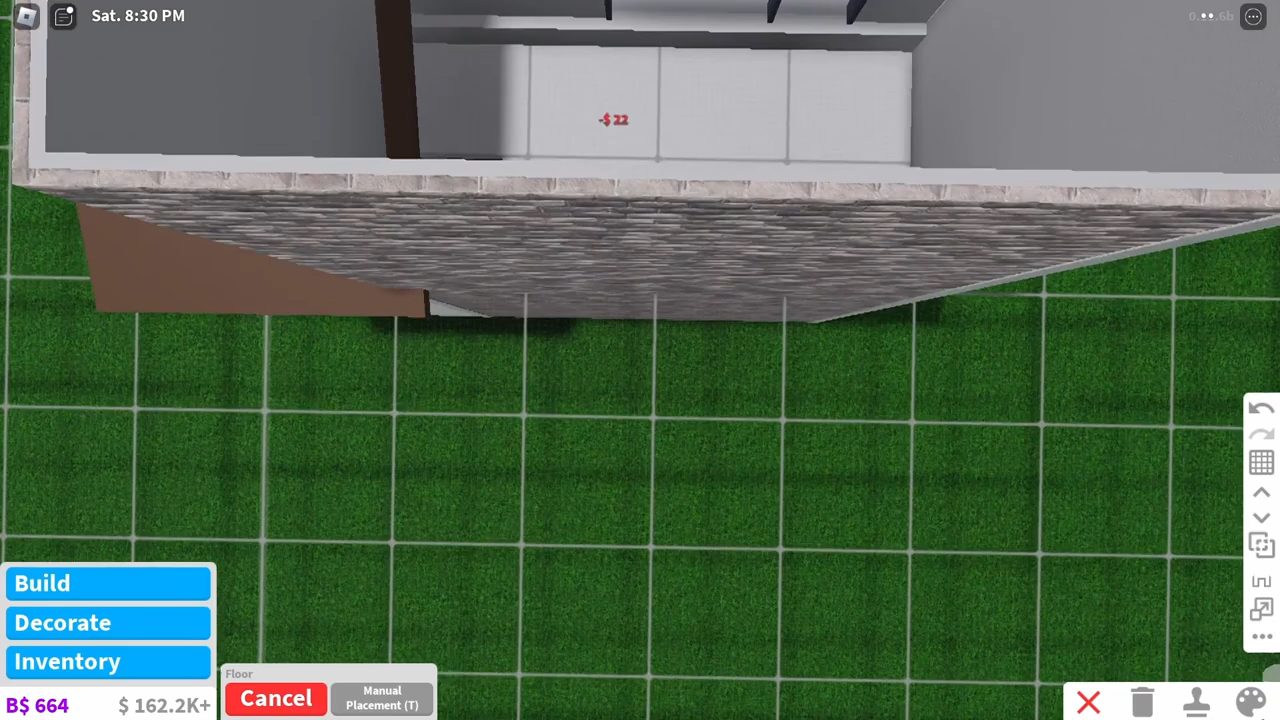 Sat. 8:30 PM
-$ 22
Build
Decorate
Inventory
Floor
Cancel
Manual
Placement (T)
B$ 664
$ 162.2K+